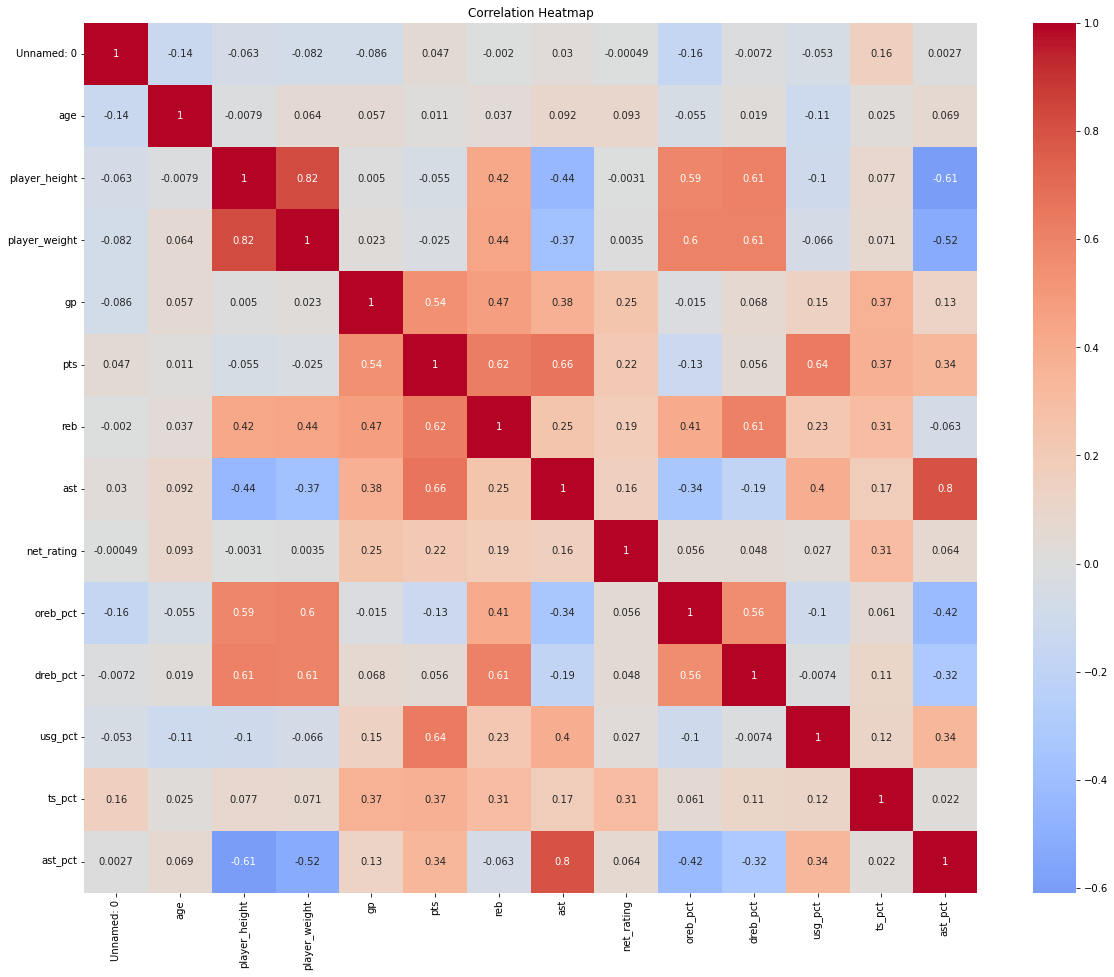 Correlation Heatmap
Unnamed: 0 1 -0.14 -0.063 -0.082 -0.086 0.047 -0.002 0.03 -0.00049 -0.16 -0.0072 -0.053 0.16 0.0027
age -0.14 1 -0.0079 0.064 0.057 0.011 0.037 0.092 0.093 -0.055 0.019 -0.11 0.025 0.069
player_height -0.063 -0.0079 1 0.82 0.005 -0.055 0.42 -0.44 -0.0031 0.59 0.61 -0.1 0.077 -0.61
player_weight -0.082 0.064 0.82 1 0.023 -0.025 0.44 -0.37 0.0035 0.6 0.61 -0.066 0.071 -0.52
gp -0.086 0.057 0.005 0.023 1 0.54 0.47 0.38 0.25 -0.015 0.068 0.15 0.37 0.13
pts 0.047 0.011 -0.055 -0.025 0.54 1 0.62 0.66 0.22 -0.13 0.056 0.64 0.37 0.34
reb -0.002 0.037 0.42 0.44 0.47 0.62 1 0.25 0.19 0.41 0.61 0.23 0.31 -0.063
ast 0.03 0.092 -0.44 -0.37 0.38 0.66 0.25 1 0.16 -0.34 -0.19 0.4 0.17 0.8
net_rating -0.00049 0.093 -0.0031 0.0035 0.25 0.22 0.19 0.16 1 0.056 0.048 0.027 0.31 0.064
oreb_pct -0.16 -0.055 0.59 0.6 -0.015 -0.13 0.41 -0.34 0.056 1 0.56 -0.1 0.061 -0.42
dreb_pct -0.0072 0.019 0.61 0.61 0.068 0.056 0.61 -0.19 0.048 0.56 1 -0.0074 0.11 -0.32
usg_pct -0.053 -0.11 -0.1 -0.066 0.15 0.64 0.23 0.4 0.027 -0.1 -0.0074 1 0.12 0.34
ts_pct 0.16 0.025 0.077 0.071 0.37 0.37 0.31 0.17 0.31 0.061 0.11 0.12 1 0.022
ast_pct 0.0027 0.069 -0.61 -0.52 0.13 0.34 -0.063 0.8 0.064 -0.42 -0.32 0.34 0.022 1
Unnamed: 0 age player_height player_weight gp pts reb ast net_rating oreb_pct dreb_pct usg_pct ts_pct ast_pct
1.0
0.8
0.6
0.4
0.2
0.0
−0.2
−0.4
−0.6